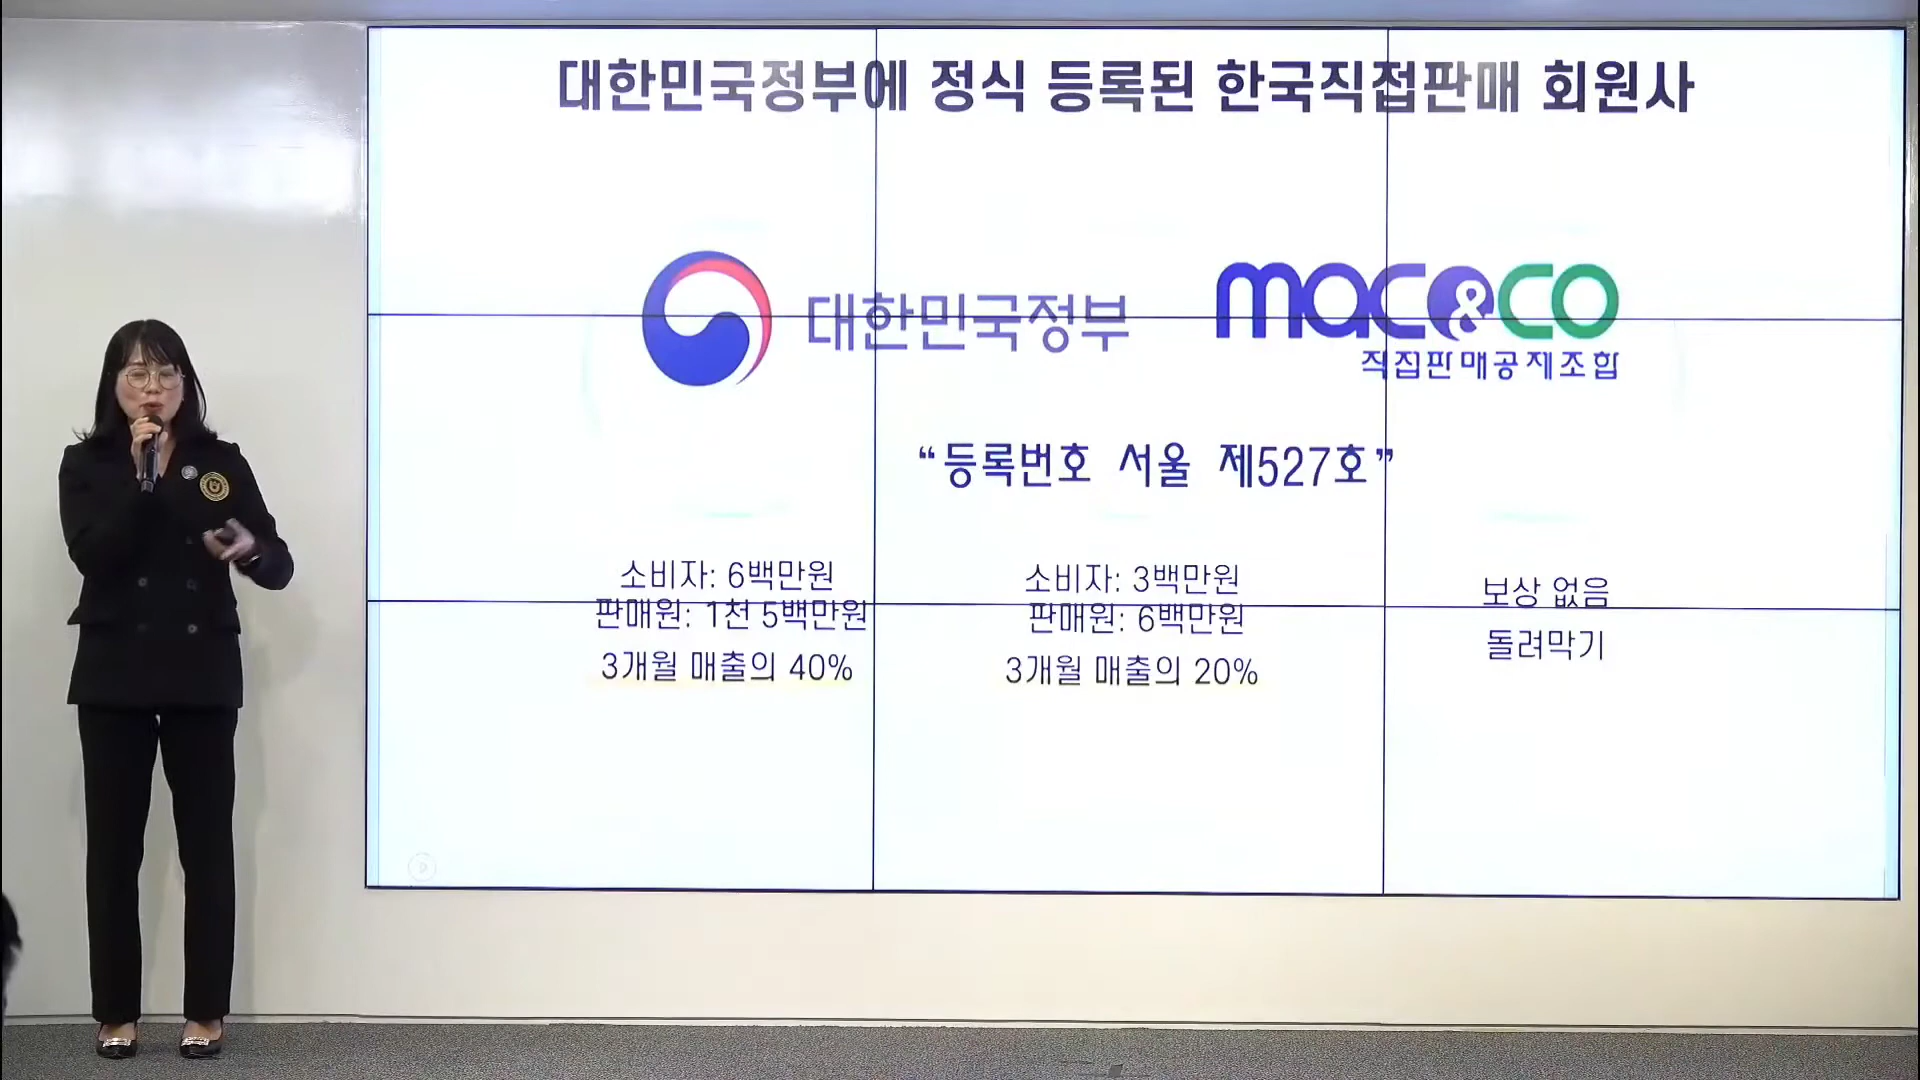 대한민국정부에 정식 등록된 한국직접판매 회원사
대한민국정부
mac&co
직접판매공제조합
“등록번호 서울 제527호”
소비자: 6백만원
판매원: 1천 5백만원
3개월 매출의 40%
소비자: 3백만원
판매원: 6백만원
3개월 매출의 20%
보상 없음
돌려막기